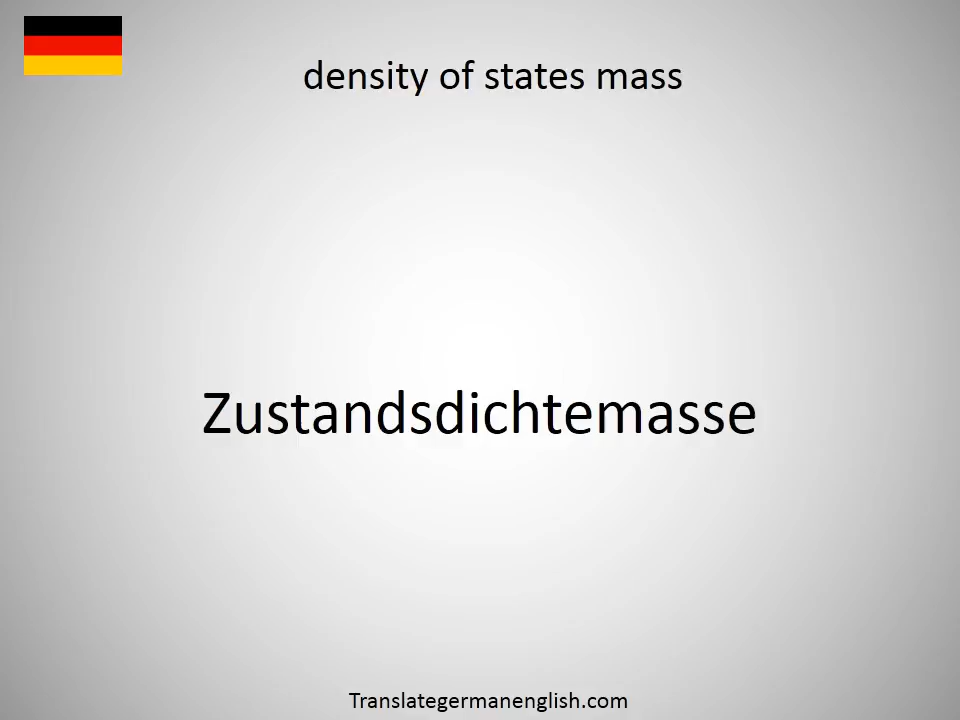 density of states mass
Zustandsdichtemasse
Translategermanenglish.com